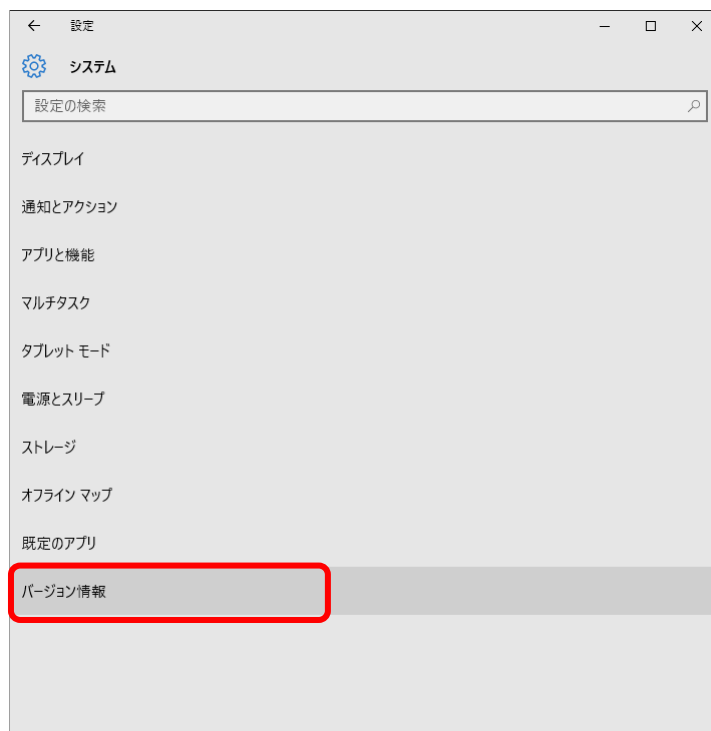 設定
システム
設定の検索
ディスプレイ
通知とアクション
アプリと機能
マルチタスク
タブレット モード
電源とスリープ
ストレージ
オフライン マップ
既定のアプリ
バージョン情報